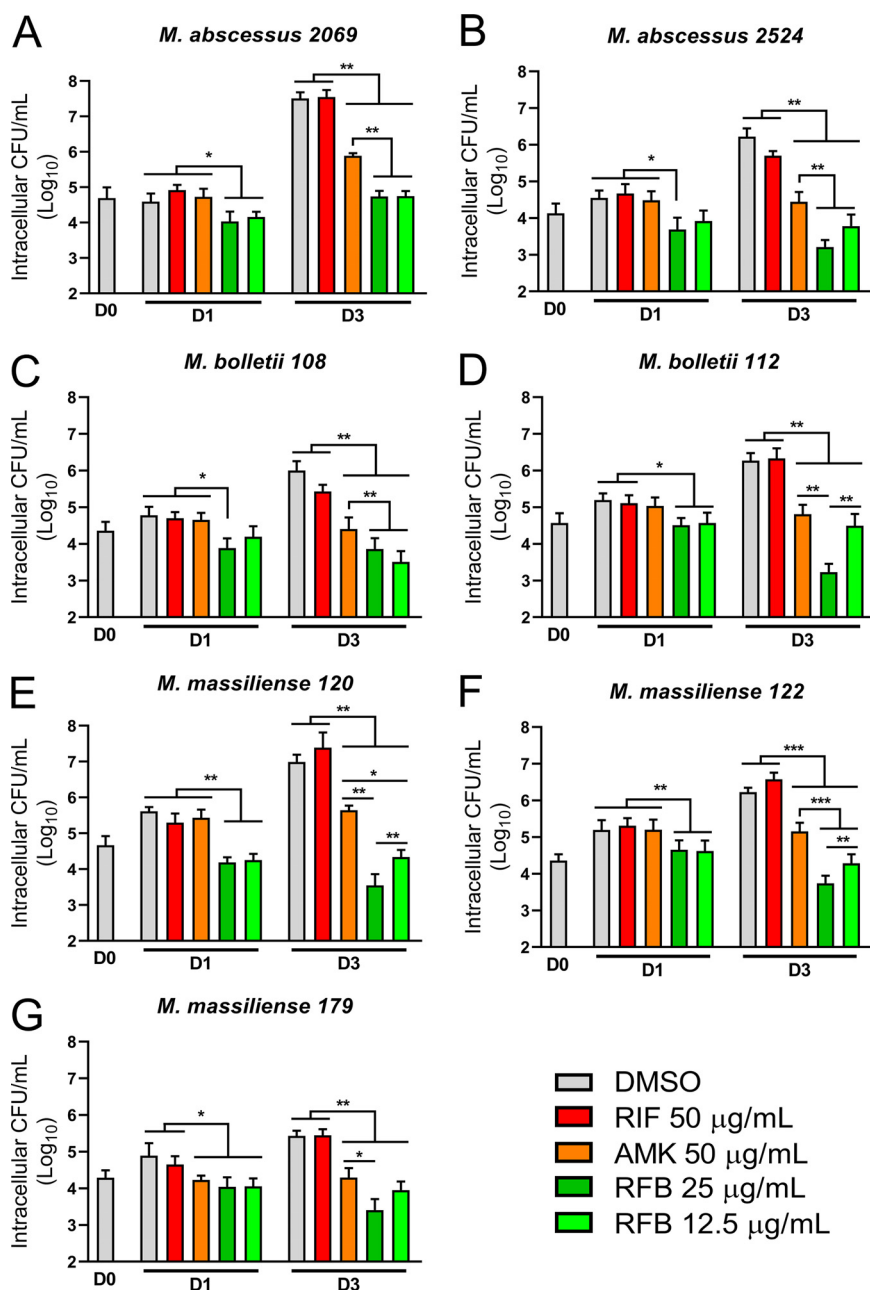 A
M. abscessus 2069
Intracellular CFU/mL
(Log10)
8
7
6
5
4
3
2
*
**
**
D0
D1
D3
B
M. abscessus 2524
Intracellular CFU/mL
(Log10)
8
7
6
5
4
3
2
*
**
**
D0
D1
D3
C
M. bolletii 108
Intracellular CFU/mL
(Log10)
8
7
6
5
4
3
2
*
**
**
D0
D1
D3
D
M. bolletii 112
Intracellular CFU/mL
(Log10)
8
7
6
5
4
3
2
*
**
**
**
D0
D1
D3
E
M. massiliense 120
Intracellular CFU/mL
(Log10)
8
7
6
5
4
3
2
**
**
*
**
**
D0
D1
D3
F
M. massiliense 122
Intracellular CFU/mL
(Log10)
8
7
6
5
4
3
2
**
***
***
**
D0
D1
D3
G
M. massiliense 179
Intracellular CFU/mL
(Log10)
8
7
6
5
4
3
2
*
**
*
D0
D1
D3
DMSO
RIF 50 μg/mL
AMK 50 μg/mL
RFB 25 μg/mL
RFB 12.5 μg/mL